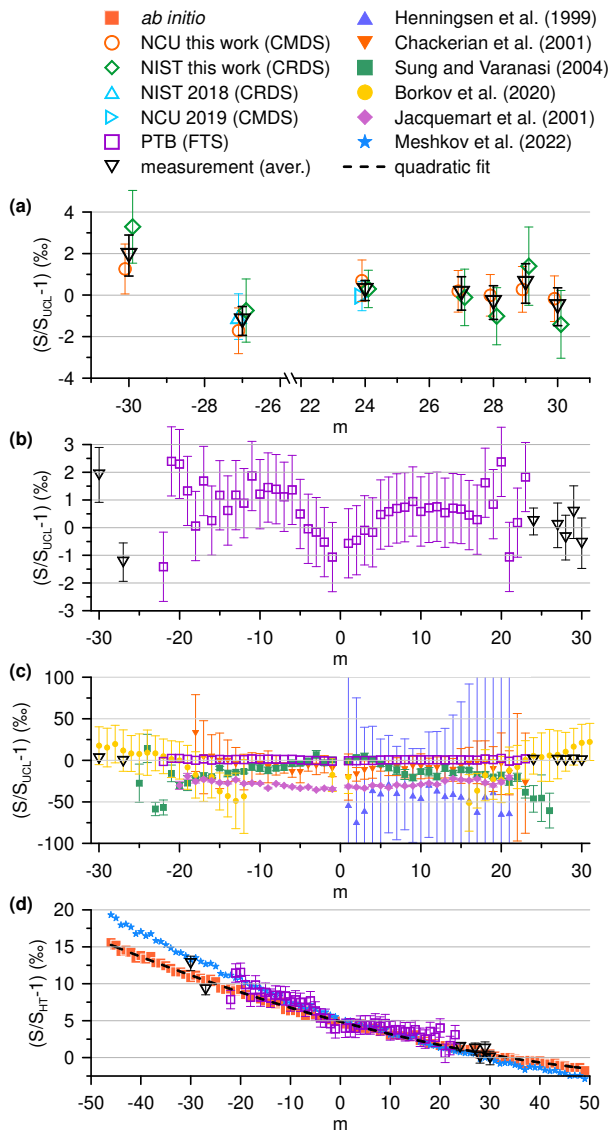 ab initio
NCU this work (CMDS)
NIST this work (CRDS)
NIST 2018 (CRDS)
NCU 2019 (CMDS)
PTB (FTS)
measurement (aver.)
Henningsen et al. (1999)
Chackerian et al. (2001)
Sung and Varanasi (2004)
Borkov et al. (2020)
Jacquemart et al. (2001)
Meshkov et al. (2022)
quadratic fit
(a)
(S/S_UCL-1) (‰)
4
2
0
-2
-4
-30 -28 -26 22 24 26 28 30
m
(b)
(S/S_UCL-1) (‰)
3
2
1
0
-1
-2
-3
-30 -20 -10 0 10 20 30
m
(c)
(S/S_UCL-1) (‰)
100
50
0
-50
-100
-30 -20 -10 0 10 20 30
m
(d)
(S/S_HT-1) (‰)
20
15
10
5
0
-50 -40 -30 -20 -10 0 10 20 30 40 50
m